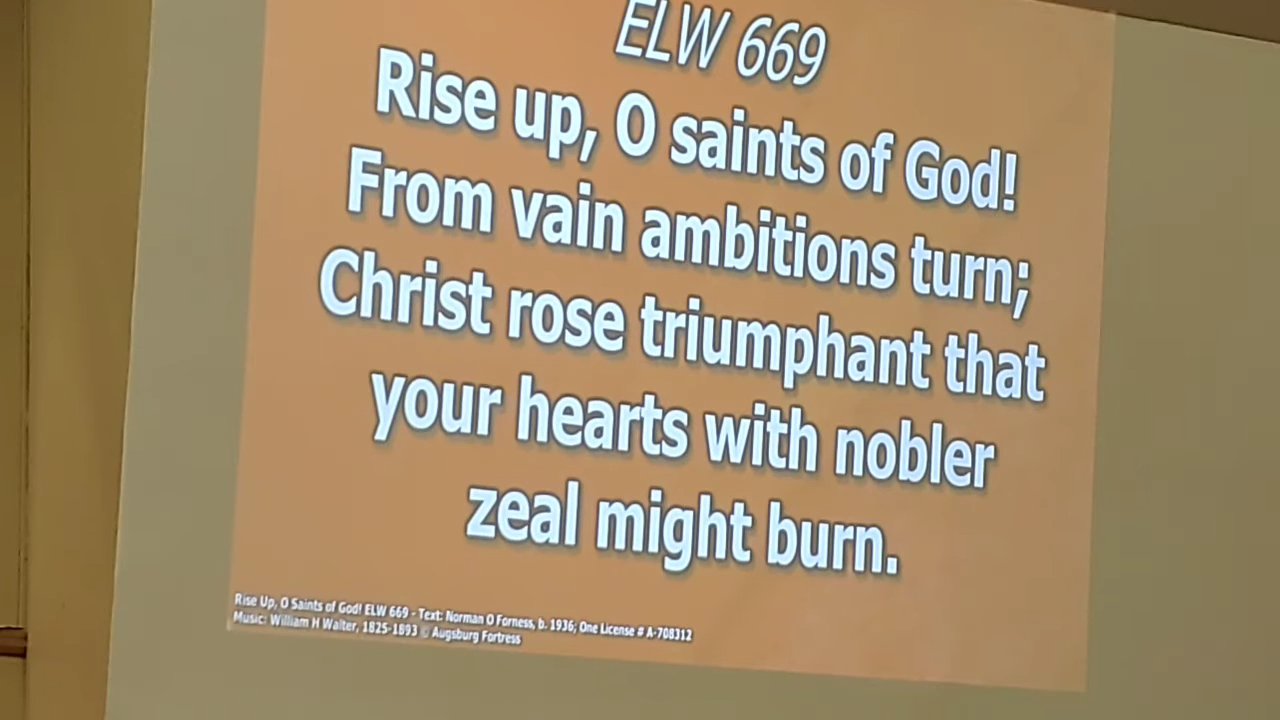 ELW 669
Rise up, O saints of God!
From vain ambitions turn;
Christ rose triumphant that
your hearts with nobler
zeal might burn.
Rise Up, O Saints of God! ELW 669 - Text: Norman O Forness, b. 1936; One License # A-708312
Music: William H Walter, 1825-1893 © Augsburg Fortress